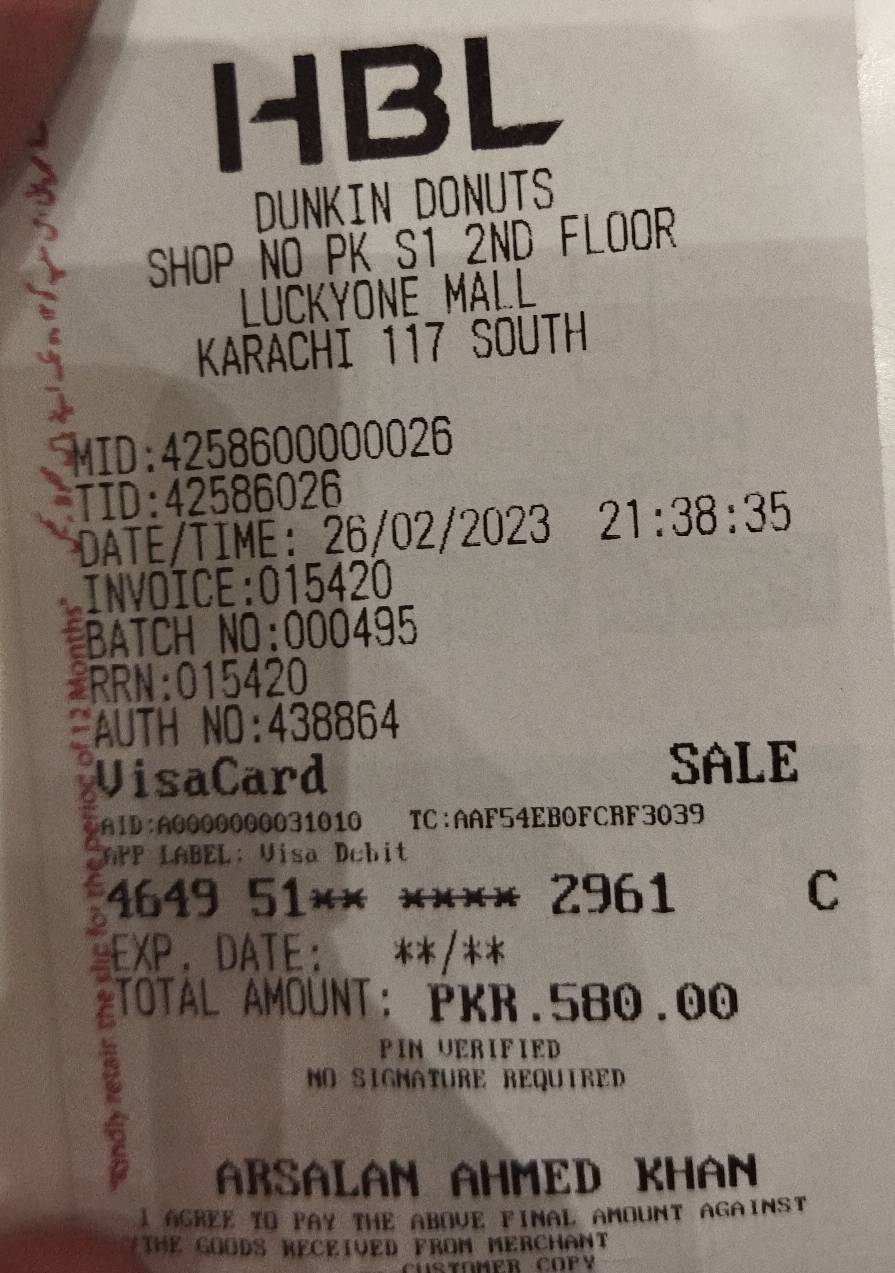 HBL
DUNKIN DONUTS
SHOP NO PK S1 2ND FLOOR
LUCKYONE MALL
KARACHI 117 SOUTH
MID:4258600000026
TID:42586026
DATE/TIME: 26/02/2023 21:38:35
INVOICE:015420
BATCH NO:000495
RRN:015420
AUTH NO:438864
VisaCard SALE
AID:A0000000031010 TC:AAF54EB0FCRF3039
APP LABEL: Visa Debit
4649 51** **** 2961 C
EXP. DATE: **/**
TOTAL AMOUNT: PKR.580.00
PIN VERIFIED
NO SIGNATURE REQUIRED
ARSALAN AHMED KHAN
I AGREE TO PAY THE ABOVE FINAL AMOUNT AGAINST
THE GOODS RECEIVED FROM MERCHANT
CUSTOMER COPY
the slip for the period of 12 Months"